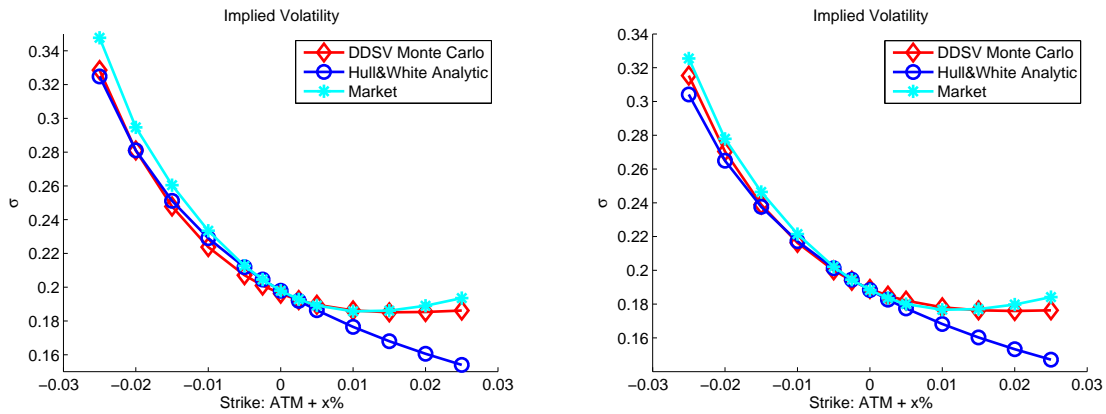 Implied Volatility
0.34
0.32
0.3
0.28
0.26
0.24
0.22
0.2
0.18
0.16
σ
DDSV Monte Carlo
Hull&White Analytic
Market
−0.03 −0.02 −0.01 0 0.01 0.02 0.03
Strike: ATM + x%
Implied Volatility
0.34
0.32
0.3
0.28
0.26
0.24
0.22
0.2
0.18
0.16
σ
DDSV Monte Carlo
Hull&White Analytic
Market
−0.03 −0.02 −0.01 0 0.01 0.02 0.03
Strike: ATM + x%